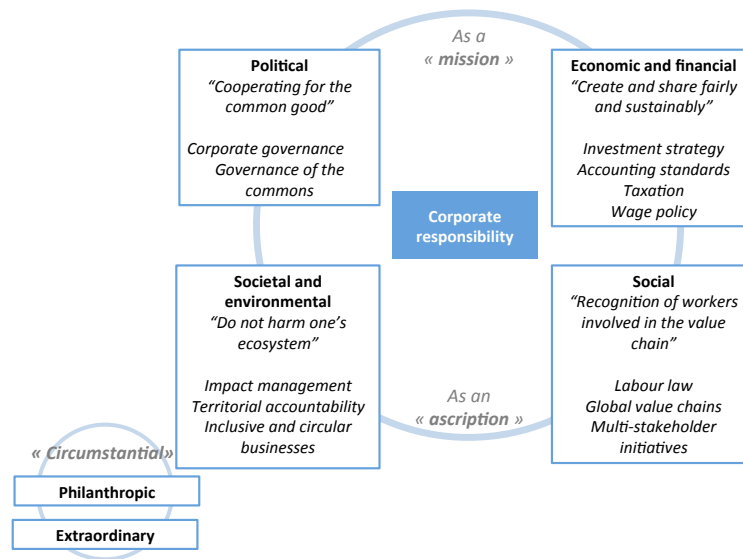 As a
« mission »
Political
“Cooperating for the
common good”
Corporate governance
Governance of the
commons
Economic and financial
“Create and share fairly
and sustainably”
Investment strategy
Accounting standards
Taxation
Wage policy
Corporate
responsibility
Societal and
environmental
“Do not harm one’s
ecosystem”
Impact management
Territorial accountability
Inclusive and circular
businesses
Social
“Recognition of workers
involved in the value
chain”
Labour law
Global value chains
Multi-stakeholder
initiatives
As an
« ascription »
« Circumstantial»
Philanthropic
Extraordinary